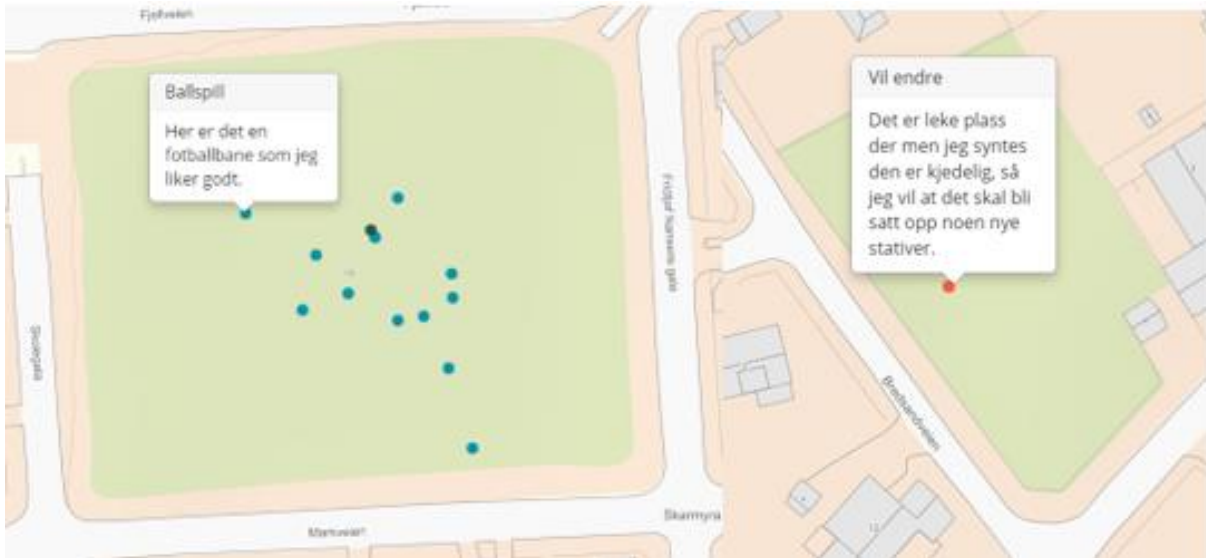 Fjellveien
Ballspill
Her er det en
fotballbane som jeg
liker godt.
Vil endre
Det er leke plass
der men jeg syntes
den er kjedelig, så
jeg vil at det skal bli
satt opp noen nye
stativer.
Fridtjof Nansens gate
Skolegata
Bredsandveien
Skarmyra